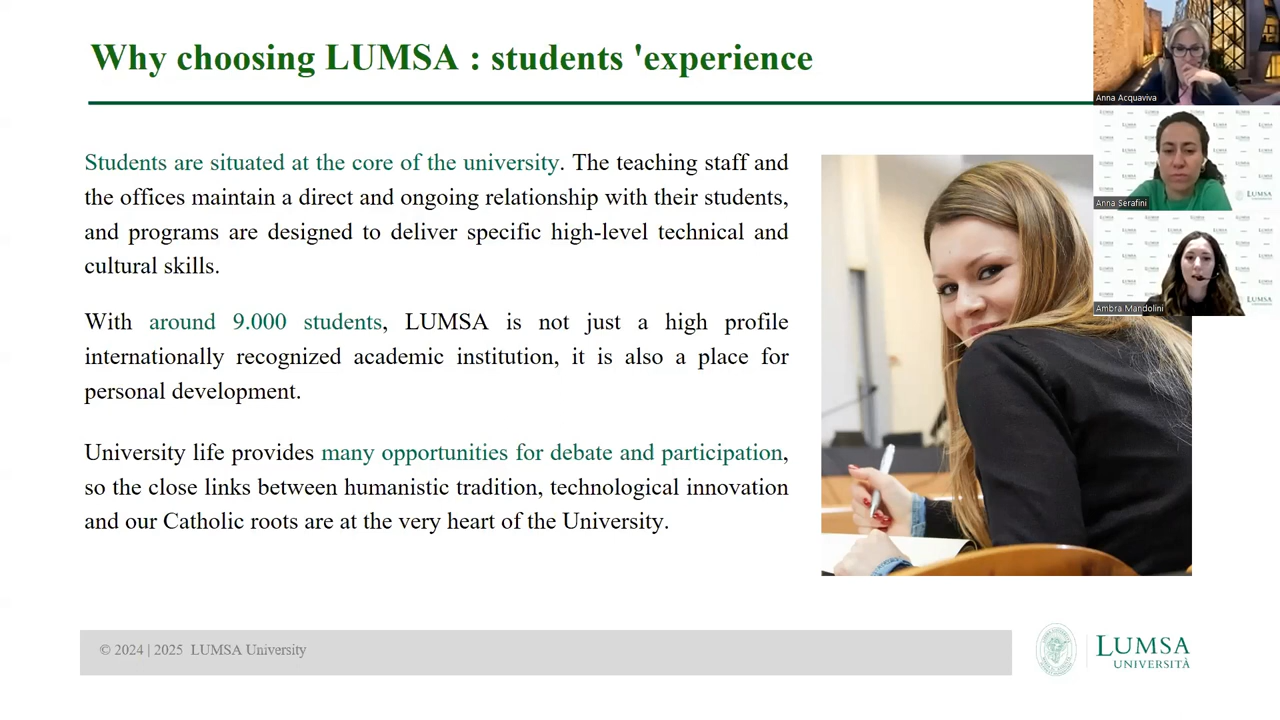 Why choosing LUMSA : students 'experience
Students are situated at the core of the university. The teaching staff and
the offices maintain a direct and ongoing relationship with their students,
and programs are designed to deliver specific high-level technical and
cultural skills.
With around 9.000 students, LUMSA is not just a high profile
internationally recognized academic institution, it is also a place for
personal development.
University life provides many opportunities for debate and participation,
so the close links between humanistic tradition, technological innovation
and our Catholic roots are at the very heart of the University.
© 2024 | 2025 LUMSA University
LUMSA
UNIVERSITÀ
Anna Acquaviva
Anna Serafini
LUMSA
Ambra Mandolini